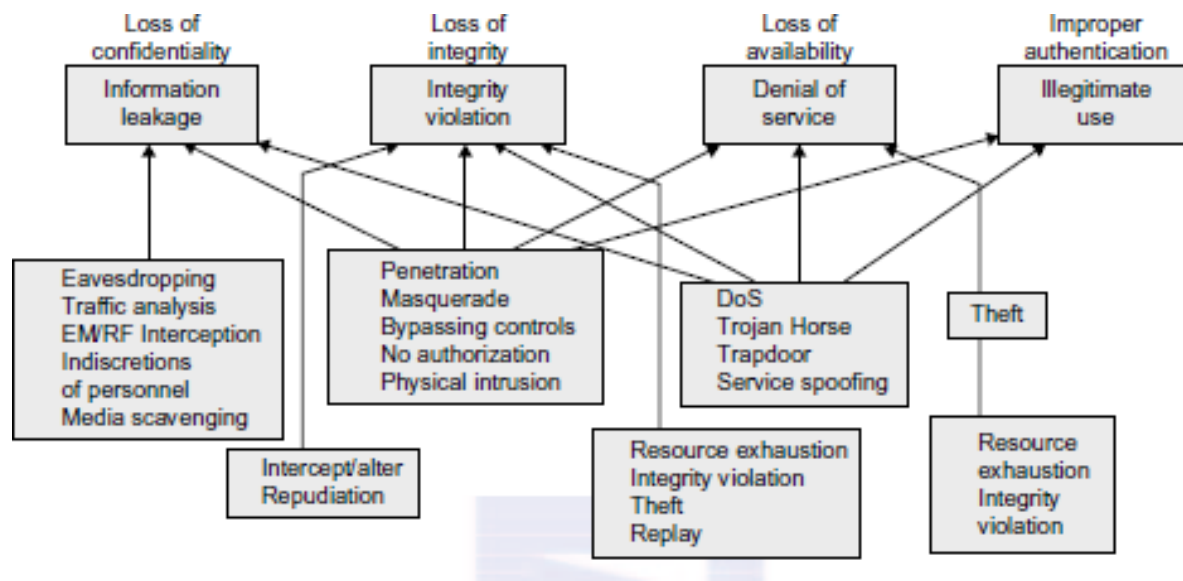 Loss of
confidentiality
Loss of
integrity
Loss of
availability
Improper
authentication
Information
leakage
Integrity
violation
Denial of
service
Illegitimate
use
Eavesdropping
Traffic analysis
EM/RF Interception
Indiscretions
of personnel
Media scavenging
Penetration
Masquerade
Bypassing controls
No authorization
Physical intrusion
DoS
Trojan Horse
Trapdoor
Service spoofing
Theft
Intercept/alter
Repudiation
Resource exhaustion
Integrity violation
Theft
Replay
Resource
exhaustion
Integrity
violation